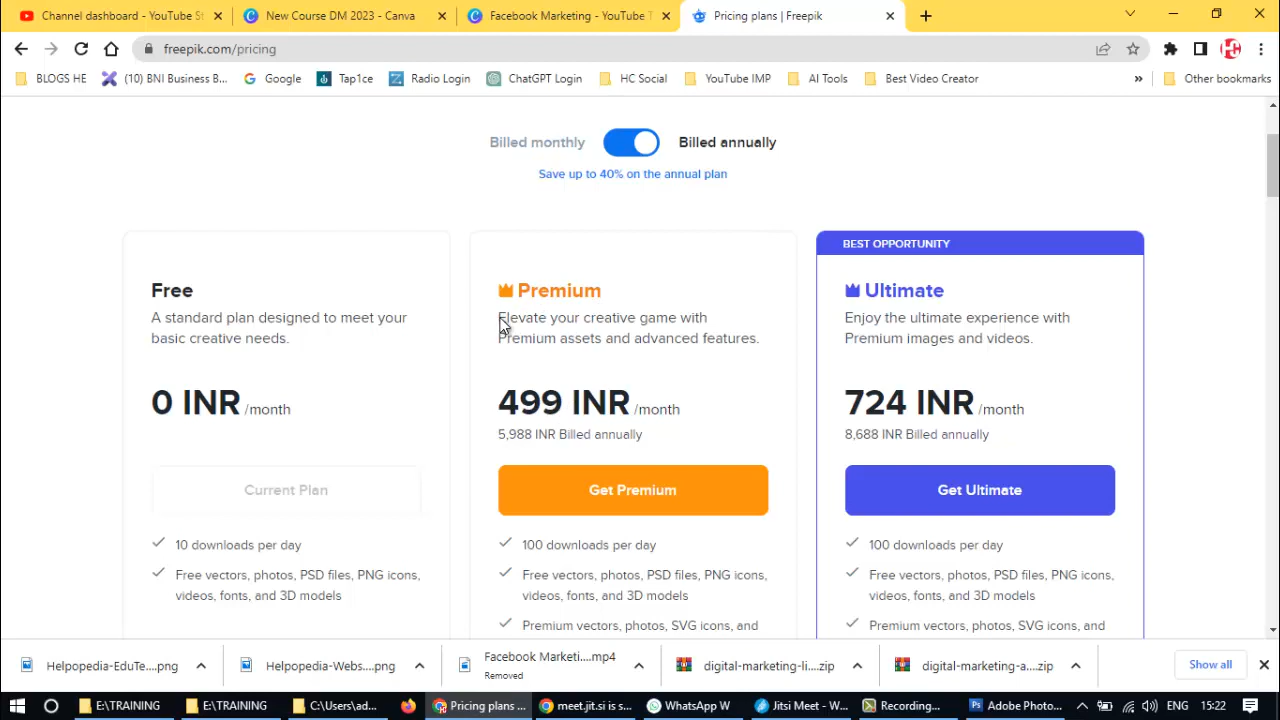 Channel dashboard - YouTube St
New Course DM 2023 - Canva
Facebook Marketing - YouTube T
Pricing plans | Freepik
freepik.com/pricing
BLOGS HE
(10) BNI Business B...
Google
Tap1ce
Radio Login
ChatGPT Login
HC Social
YouTube IMP
AI Tools
Best Video Creator
»
Other bookmarks
Billed monthly
Billed annually
Save up to 40% on the annual plan
Free
A standard plan designed to meet your
basic creative needs.
0 INR /month
Current Plan
10 downloads per day
Free vectors, photos, PSD files, PNG icons,
videos, fonts, and 3D models
Premium
Elevate your creative game with
Premium assets and advanced features.
499 INR /month
5,988 INR Billed annually
Get Premium
100 downloads per day
Free vectors, photos, PSD files, PNG icons,
videos, fonts, and 3D models
Premium vectors, photos, SVG icons, and
BEST OPPORTUNITY
Ultimate
Enjoy the ultimate experience with
Premium images and videos.
724 INR /month
8,688 INR Billed annually
Get Ultimate
100 downloads per day
Free vectors, photos, PSD files, PNG icons,
videos, fonts, and 3D models
Premium vectors, photos, SVG icons, and
Helpopedia-EduTe....png
Helpopedia-Webs....png
Facebook Marketi....mp4
Removed
digital-marketing-li....zip
digital-marketing-a....zip
Show all
E:\TRAINING
E:\TRAINING
C:\Users\ad...
Pricing plans ...
meet.jit.si is s...
WhatsApp W
Jitsi Meet - W...
Recording...
Adobe Photo...
ENG
15:22